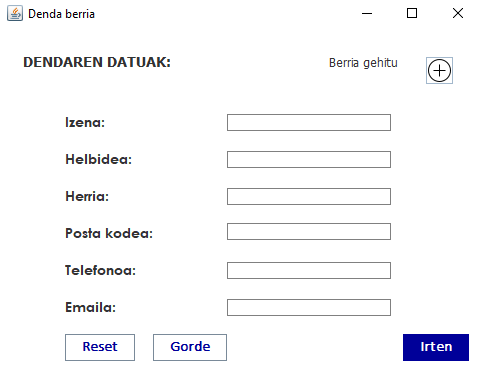 Denda berria
DENDAREN DATUAK: Berria gehitu
Izena:
Helbidea:
Herria:
Posta kodea:
Telefonoa:
Emaila:
Reset Gorde Irten